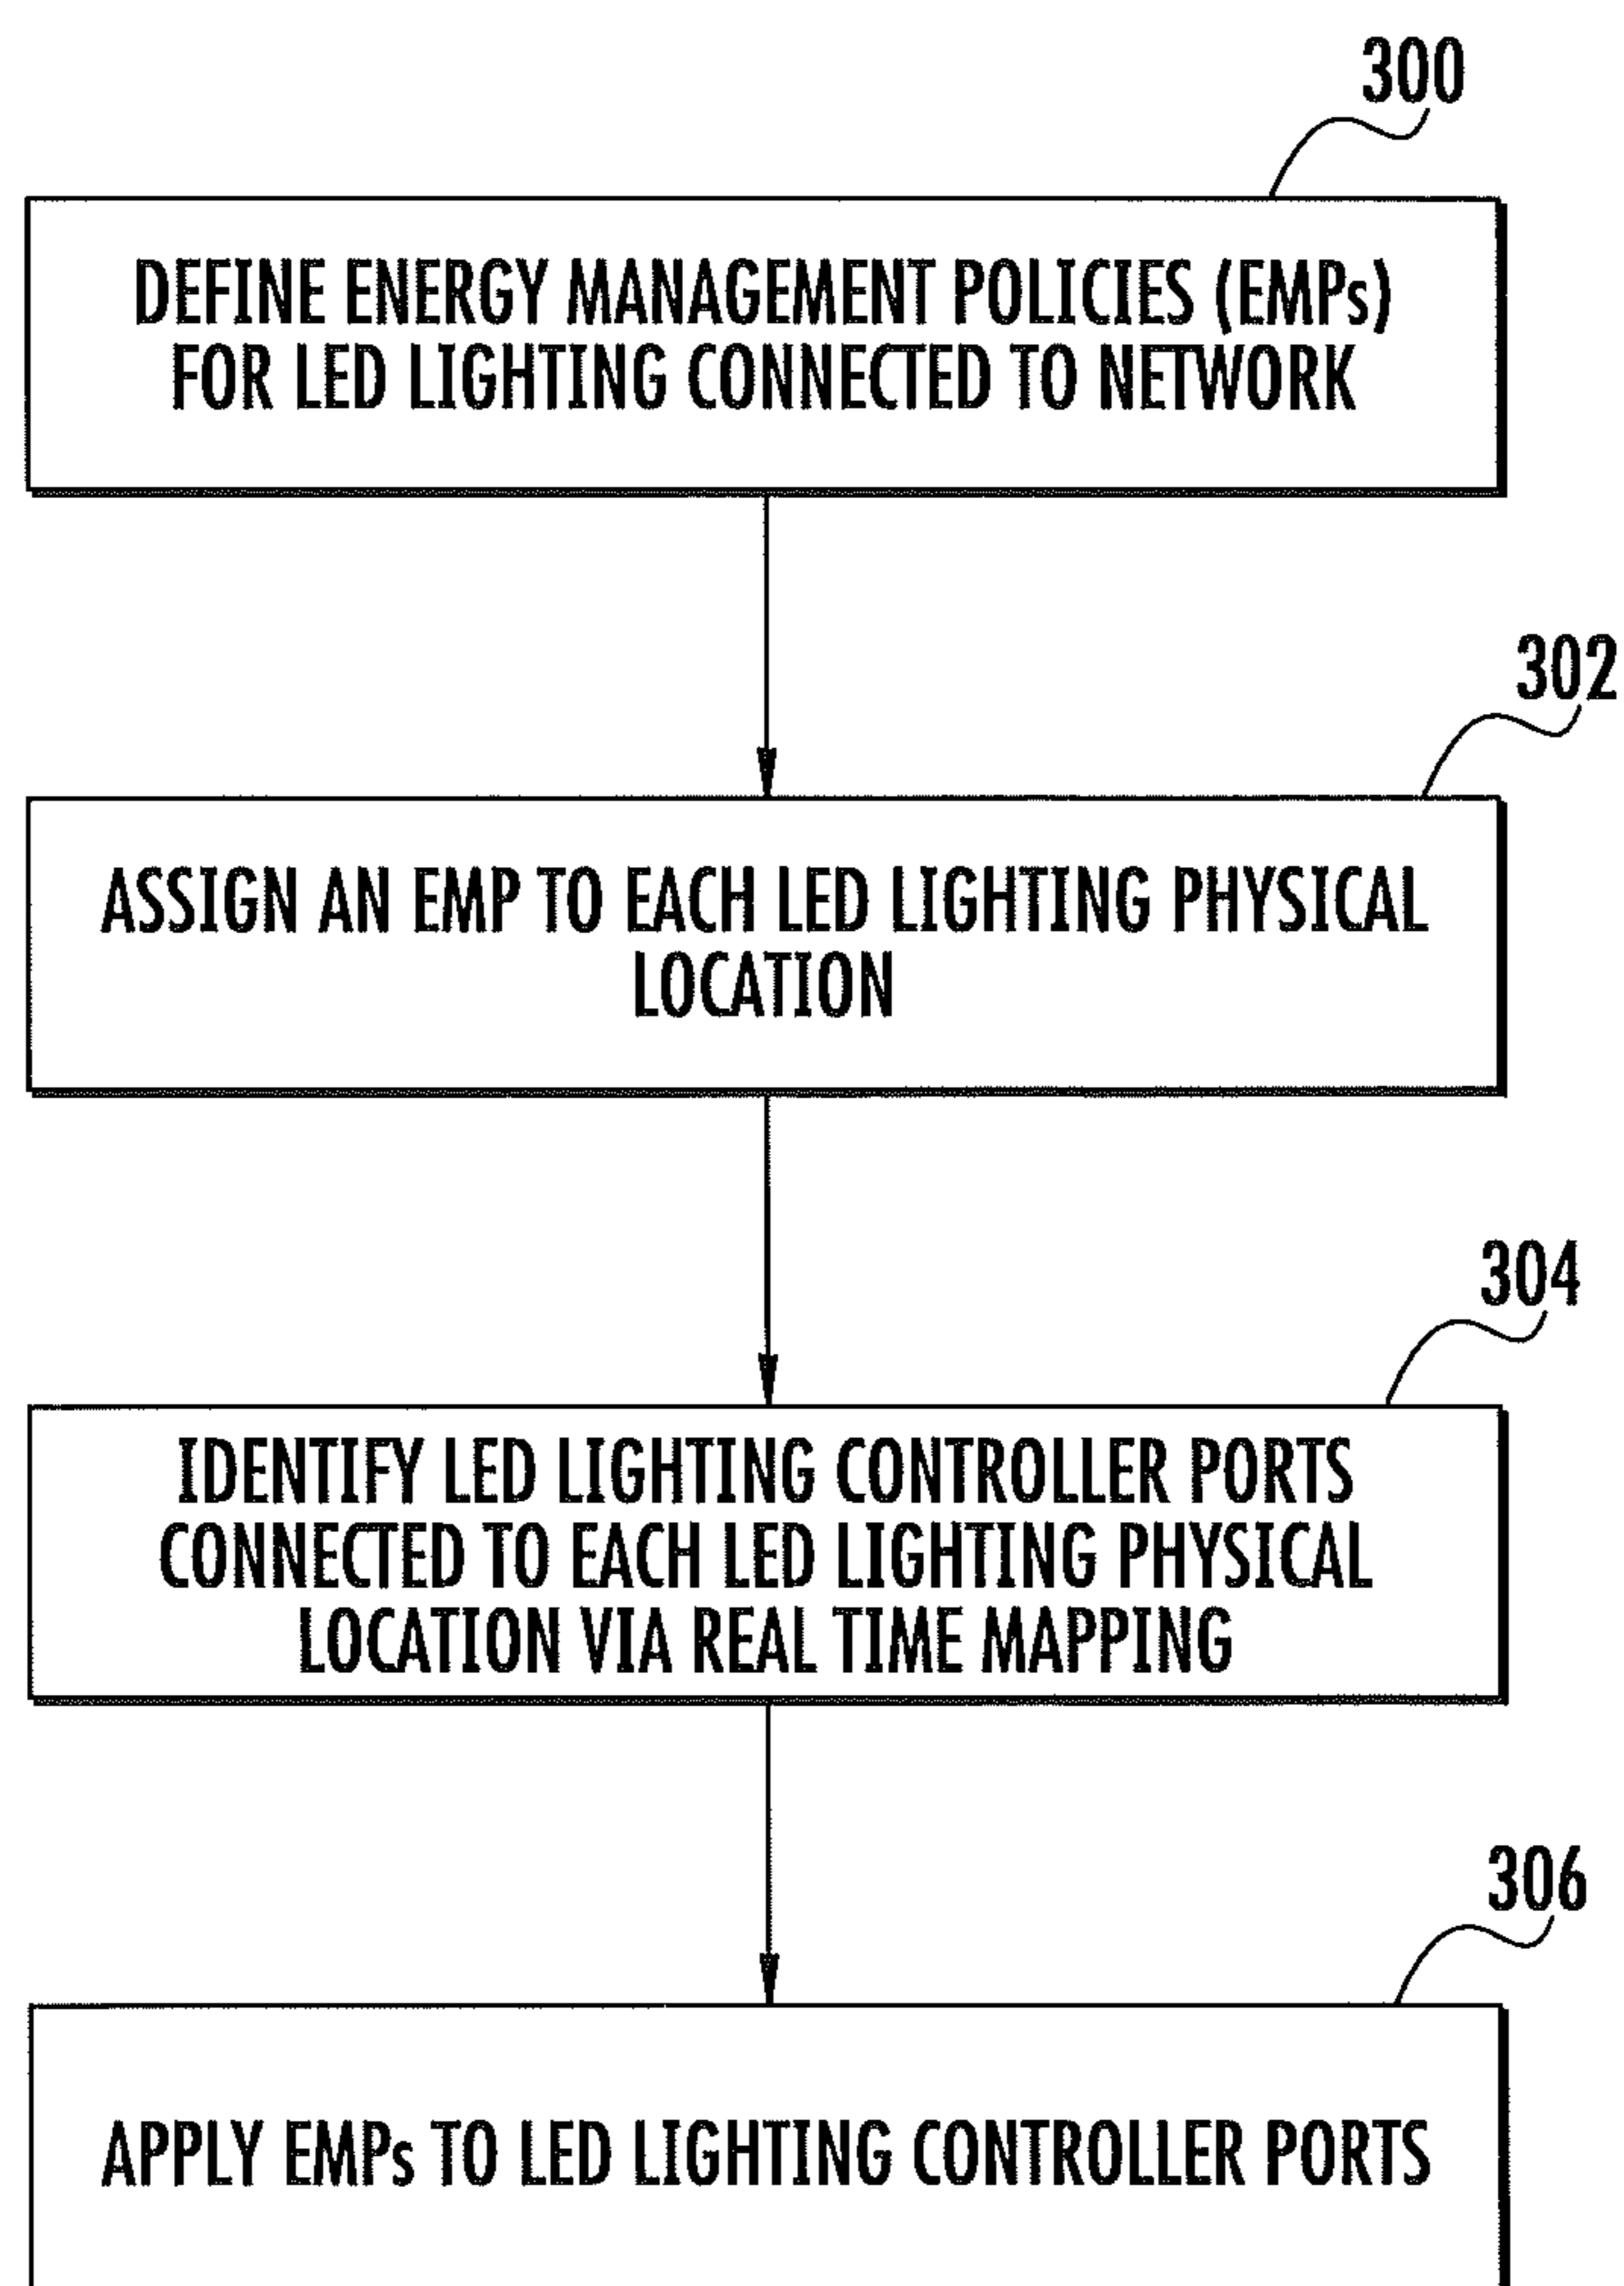 300
DEFINE ENERGY MANAGEMENT POLICIES (EMPs)
FOR LED LIGHTING CONNECTED TO NETWORK
302
ASSIGN AN EMP TO EACH LED LIGHTING PHYSICAL
LOCATION
304
IDENTIFY LED LIGHTING CONTROLLER PORTS
CONNECTED TO EACH LED LIGHTING PHYSICAL
LOCATION VIA REAL TIME MAPPING
306
APPLY EMPs TO LED LIGHTING CONTROLLER PORTS